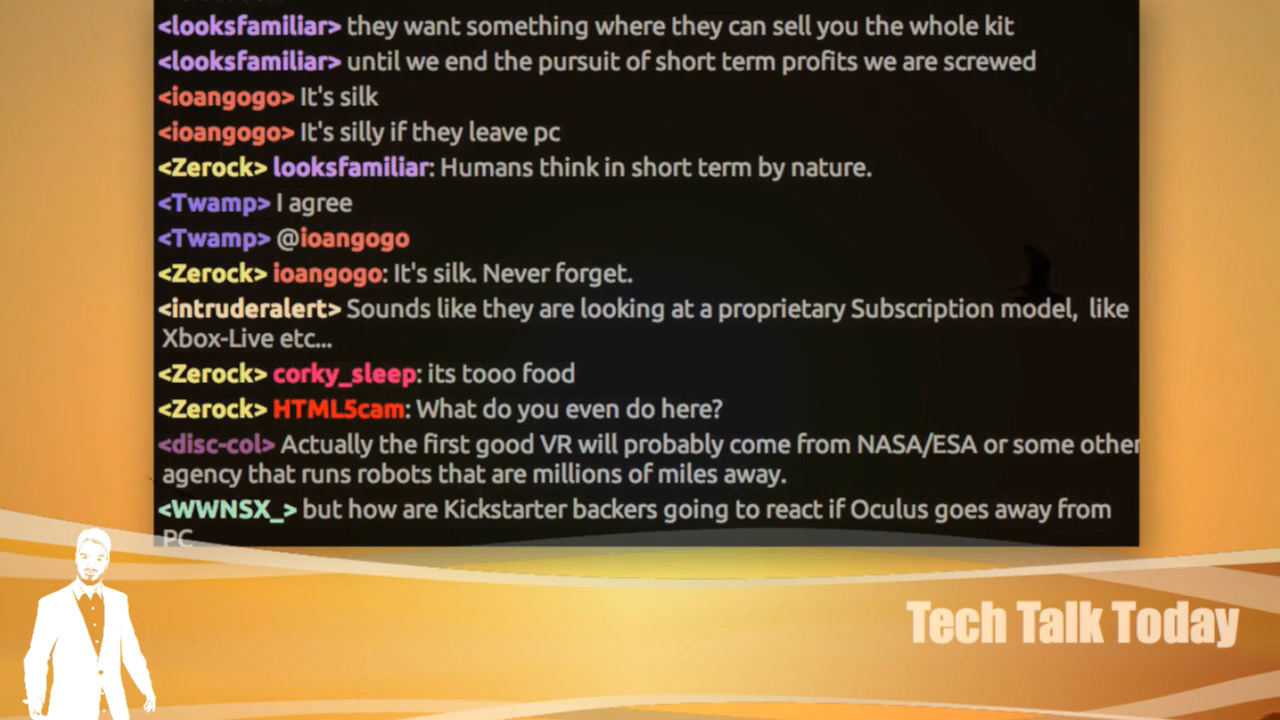 <looksfamiliar> they want something where they can sell you the whole kit
<looksfamiliar> until we end the pursuit of short term profits we are screwed
<ioangogo> It's silk
<ioangogo> It's silly if they leave pc
<Zerock> looksfamiliar: Humans think in short term by nature.
<Twamp> I agree
<Twamp> @ioangogo
<Zerock> ioangogo: It's silk. Never forget.
<intruderalert> Sounds like they are looking at a proprietary Subscription model,  like
Xbox-Live etc...
<Zerock> corky_sleep: its tooo food
<Zerock> HTML5cam: What do you even do here?
<disc-col> Actually the first good VR will probably come from NASA/ESA or some other
agency that runs robots that are millions of miles away.
<WWNSX_> but how are Kickstarter backers going to react if Oculus goes away from
PC
Tech Talk Today